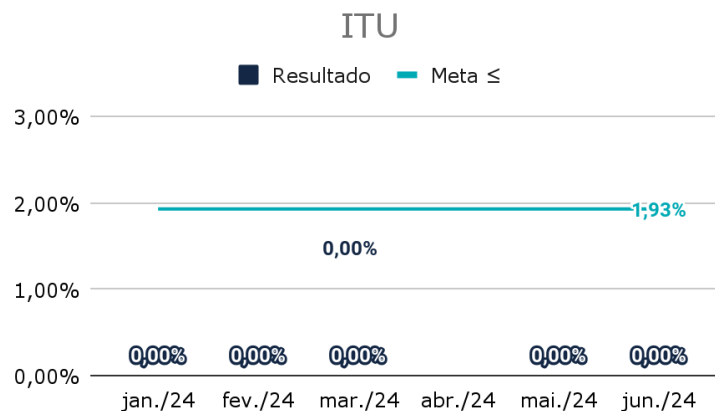 ITU
Resultado Meta ≤
3,00%
2,00%
1,93%
0,00%
1,00%
0,00% 0,00% 0,00% 0,00% 0,00%
0,00%
jan./24 fev./24 mar./24 abr./24 mai./24 jun./24